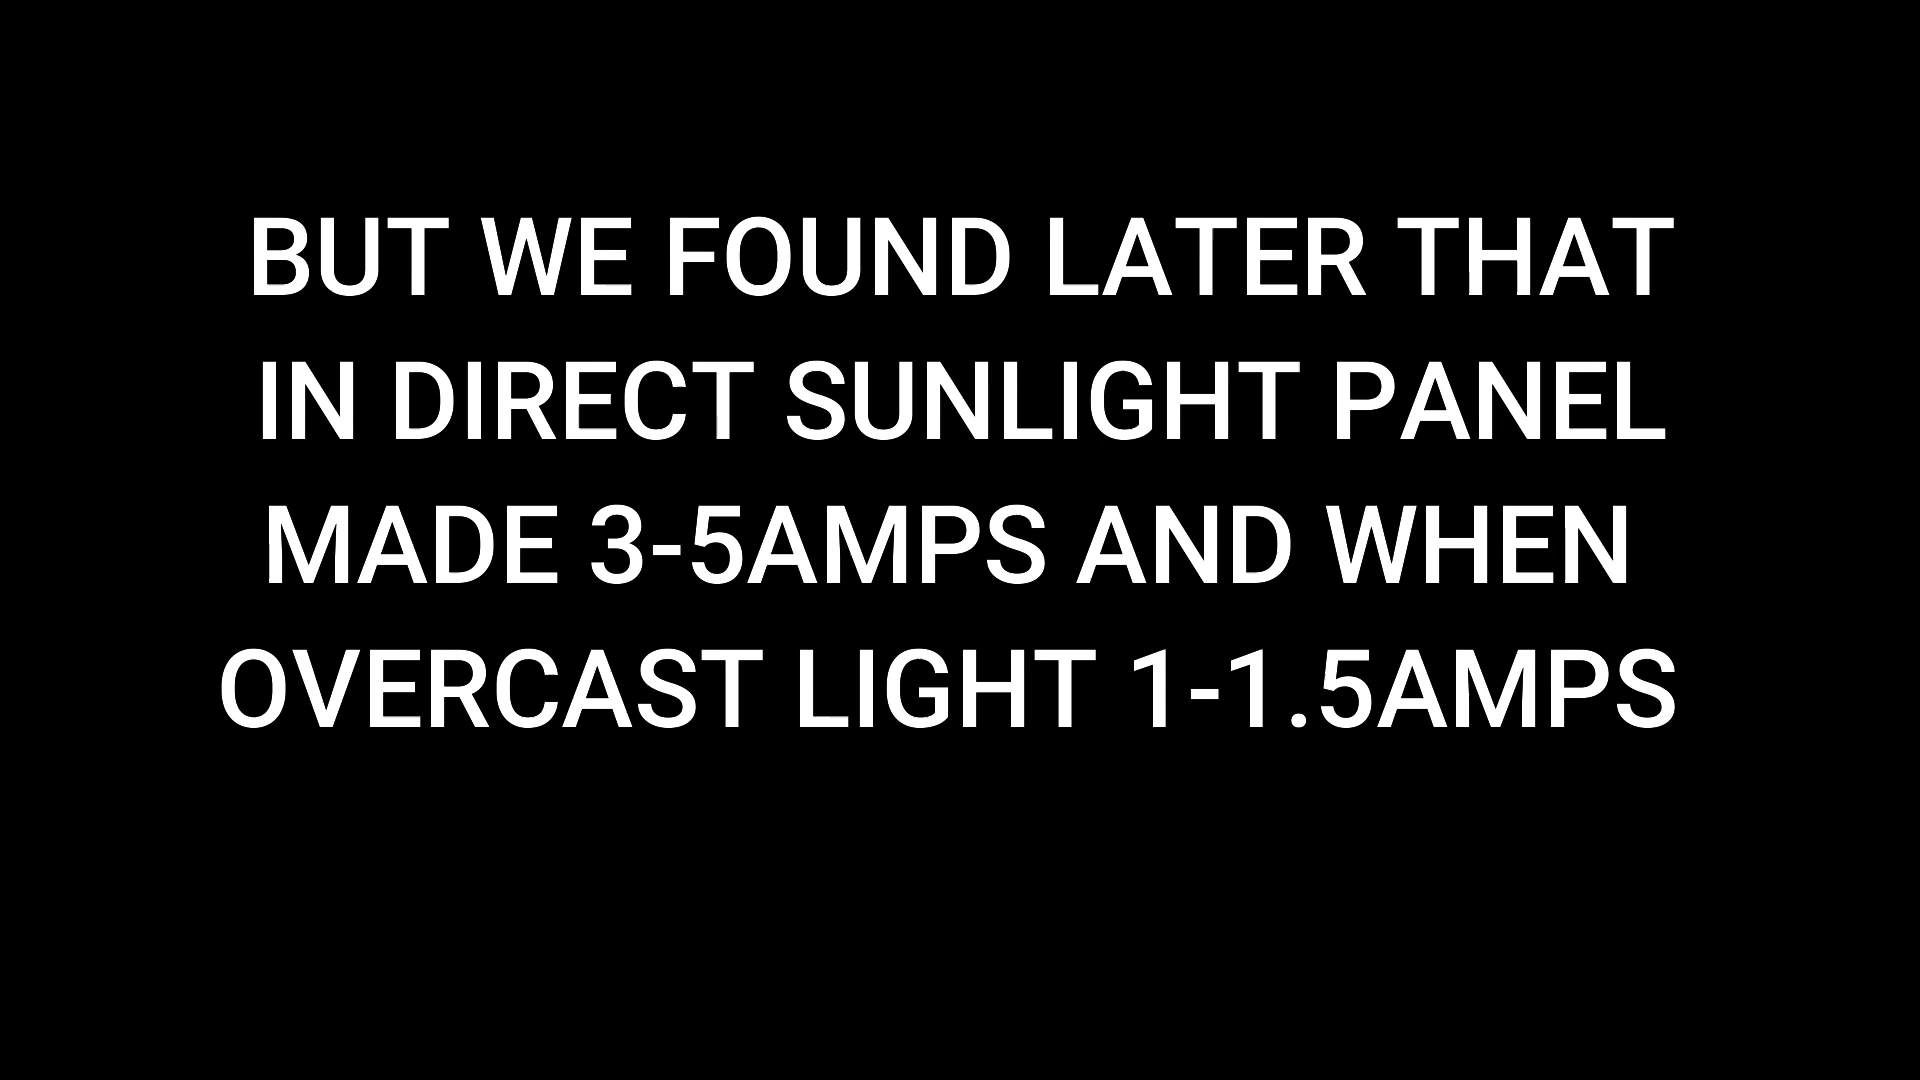 BUT WE FOUND LATER THAT
IN DIRECT SUNLIGHT PANEL
MADE 3-5AMPS AND WHEN
OVERCAST LIGHT 1-1.5AMPS